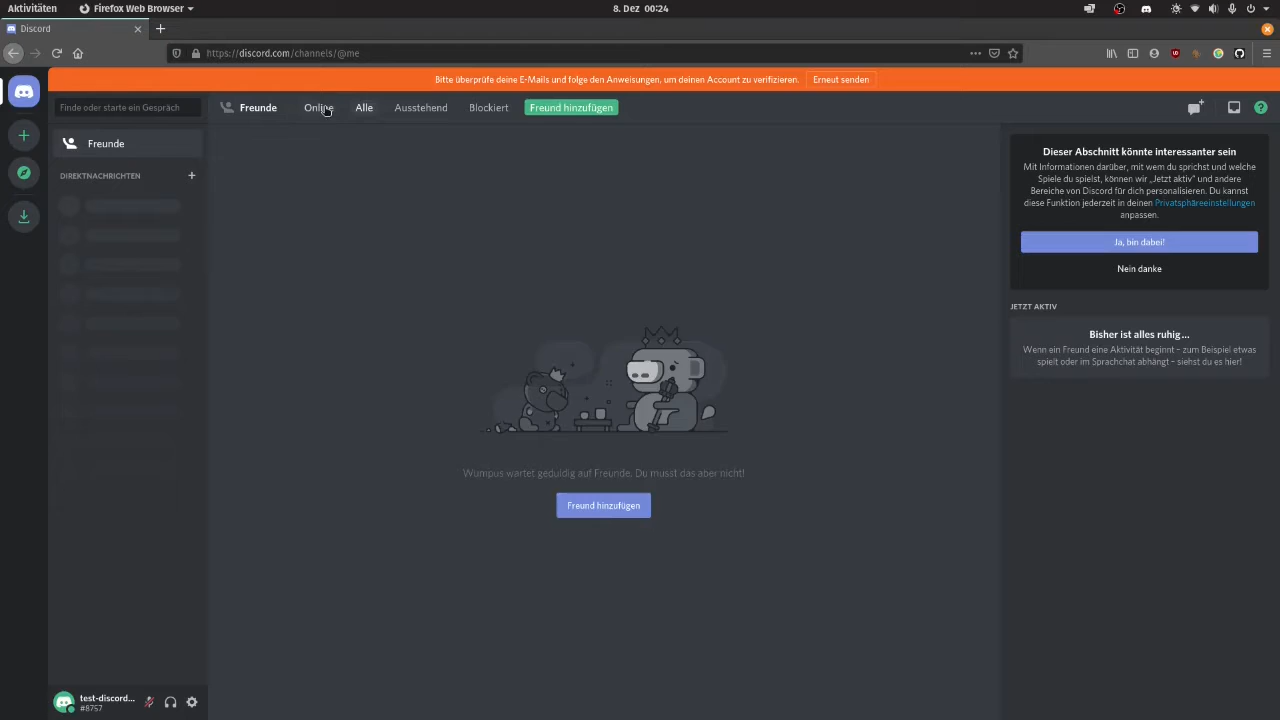 Aktivitäten
Firefox Web Browser
8. Dez 00:24
Discord
https://discord.com/channels/@me
Bitte überprüfe deine E-Mails und folge den Anweisungen, um deinen Account zu verifizieren.
Erneut senden
Finde oder starte ein Gespräch
Freunde
Online
Alle
Ausstehend
Blockiert
Freund hinzufügen
Freunde
DIREKTNACHRICHTEN
Dieser Abschnitt könnte interessanter sein
Mit Informationen darüber, mit wem du sprichst und welche
Spiele du spielst, können wir „Jetzt aktiv“ und andere
Bereiche von Discord für dich personalisieren. Du kannst
diese Funktion jederzeit in deinen Privatsphäreeinstellungen
anpassen.
Ja, bin dabei!
Nein danke
JETZT AKTIV
Bisher ist alles ruhig...
Wenn ein Freund eine Aktivität beginnt – zum Beispiel etwas
spielt oder im Sprachchat abhängt – siehst du es hier!
Wumpus wartet geduldig auf Freunde. Du musst das aber nicht!
Freund hinzufügen
test-discord...
#8757